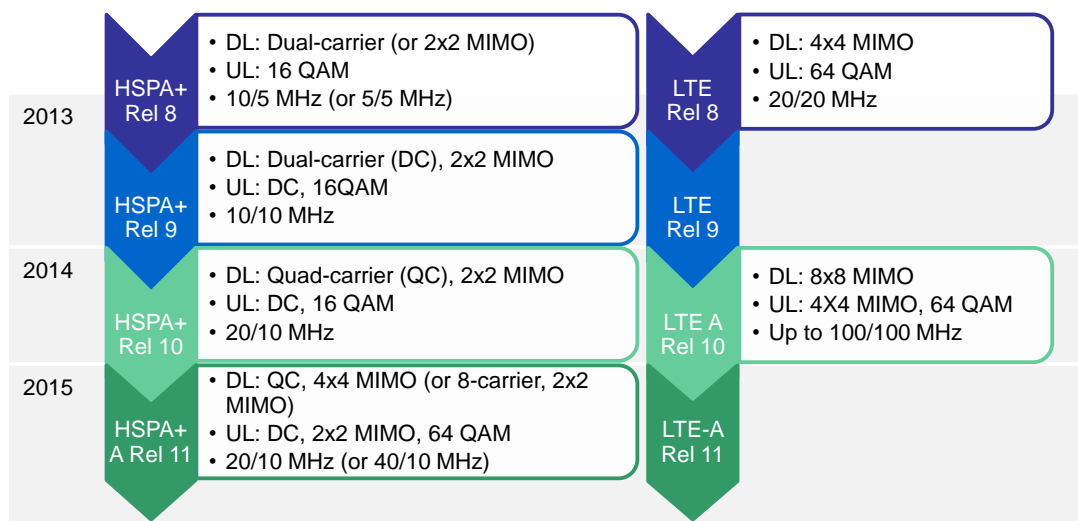 2013
HSPA+
Rel 8
• DL: Dual-carrier (or 2x2 MIMO)
• UL: 16 QAM
• 10/5 MHz (or 5/5 MHz)
LTE
Rel 8
• DL: 4x4 MIMO
• UL: 64 QAM
• 20/20 MHz
HSPA+
Rel 9
• DL: Dual-carrier (DC), 2x2 MIMO
• UL: DC, 16QAM
• 10/10 MHz
LTE
Rel 9
2014
HSPA+
Rel 10
• DL: Quad-carrier (QC), 2x2 MIMO
• UL: DC, 16 QAM
• 20/10 MHz
LTE A
Rel 10
• DL: 8x8 MIMO
• UL: 4X4 MIMO, 64 QAM
• Up to 100/100 MHz
2015
HSPA+
A Rel 11
• DL: QC, 4x4 MIMO (or 8-carrier, 2x2
MIMO)
• UL: DC, 2x2 MIMO, 64 QAM
• 20/10 MHz (or 40/10 MHz)
LTE-A
Rel 11